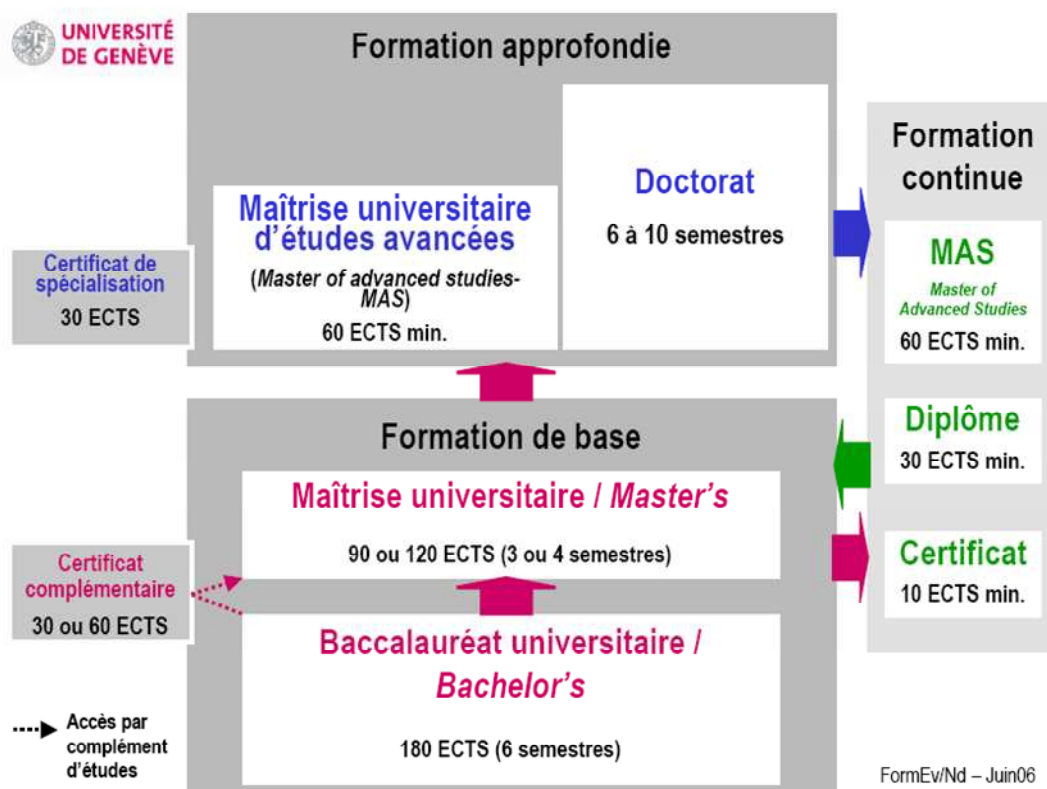 UNIVERSITÉ
DE GENÈVE
Formation approfondie
Maîtrise universitaire
d'études avancées
(Master of advanced studies-
MAS)
60 ECTS min.
Doctorat
6 à 10 semestres
Certificat de
spécialisation
30 ECTS
Formation
continue
MAS
Master of
Advanced Studies
60 ECTS min.
Diplôme
30 ECTS min.
Certificat
10 ECTS min.
Formation de base
Maîtrise universitaire / Master's
90 ou 120 ECTS (3 ou 4 semestres)
Certificat
complémentaire
30 ou 60 ECTS
Baccalauréat universitaire /
Bachelor's
180 ECTS (6 semestres)
Accès par
complément
d'études
FormEv/Nd – Juin06